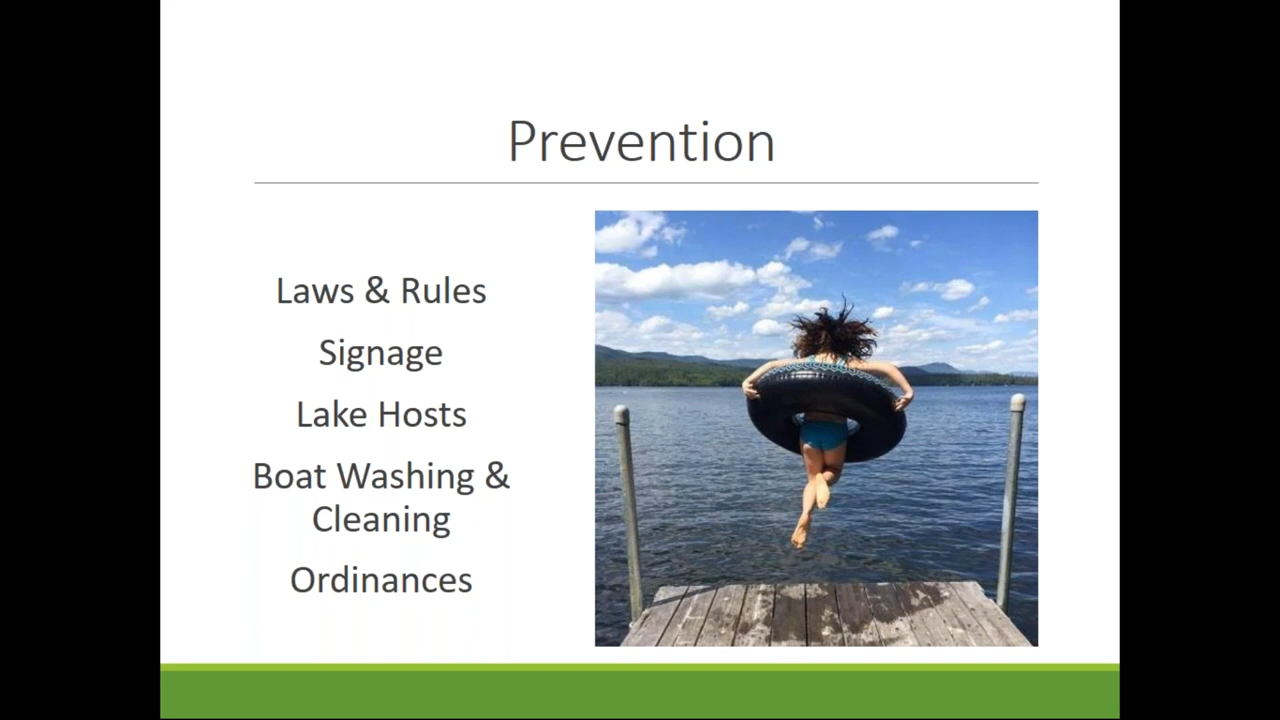 Prevention
Laws & Rules
Signage
Lake Hosts
Boat Washing &
Cleaning
Ordinances